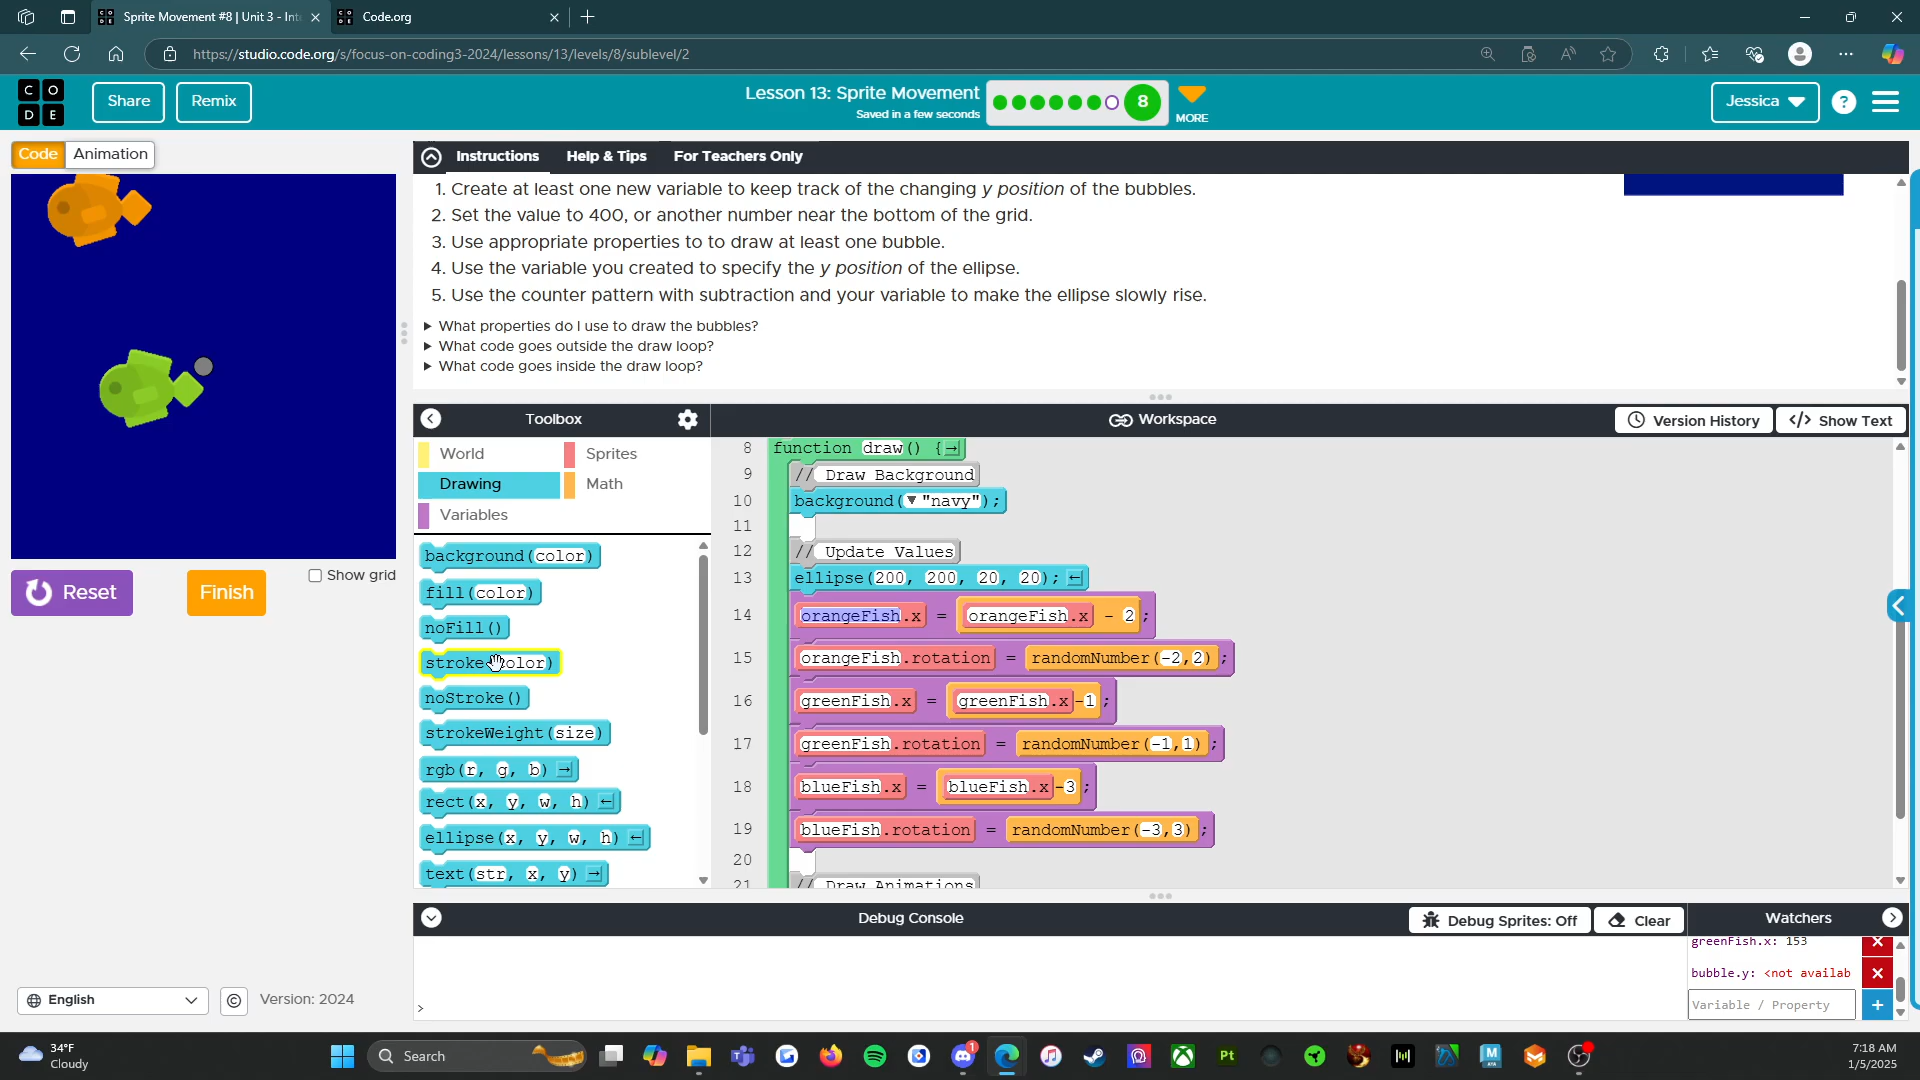 Sprite Movement #8 | Unit 3 - Int
Code.org
https://studio.code.org/s/focus-on-coding3-2024/lessons/13/levels/8/sublevel/2
C O
D E
Share
Remix
Lesson 13: Sprite Movement
Saved in a few seconds
8
MORE
Jessica
?
Code
Animation
Instructions
Help & Tips
For Teachers Only
1. Create at least one new variable to keep track of the changing y position of the bubbles.
2. Set the value to 400, or another number near the bottom of the grid.
3. Use appropriate properties to to draw at least one bubble.
4. Use the variable you created to specify the y position of the ellipse.
5. Use the counter pattern with subtraction and your variable to make the ellipse slowly rise.
What properties do I use to draw the bubbles?
What code goes outside the draw loop?
What code goes inside the draw loop?
Toolbox
Workspace
Version History
</> Show Text
World
Sprites
Drawing
Math
Variables
background(color)
fill(color)
noFill()
stroke(color)
noStroke()
strokeWeight(size)
rgb(r, g, b)
rect(x, y, w, h)
ellipse(x, y, w, h)
text(str, x, y)
8 function draw() {
9 // Draw Background
10 background("navy");
11
12 // Update Values
13 ellipse(200, 200, 20, 20);
14 orangeFish.x = orangeFish.x - 2;
15 orangeFish.rotation = randomNumber(-2,2);
16 greenFish.x = greenFish.x-1;
17 greenFish.rotation = randomNumber(-1,1);
18 blueFish.x = blueFish.x-3;
19 blueFish.rotation = randomNumber(-3,3);
20
21 // Draw Animations
Reset
Finish
Show grid
Debug Console
Debug Sprites: Off
Clear
Watchers
greenFish.x: 153
bubble.y: <not availab
Variable / Property
>
English
©
Version: 2024
34°F
Cloudy
Search
1
Pt
M
7:18 AM
1/5/2025